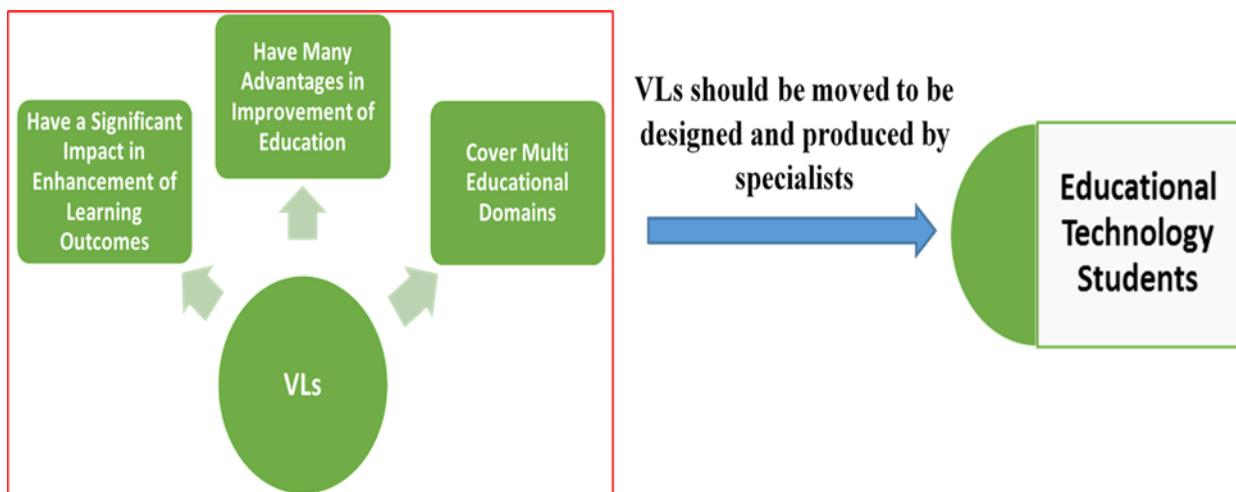 Have a Significant
Impact in
Enhancement of
Learning
Outcomes
Have Many
Advantages in
Improvement of
Education
Cover Multi
Educational
Domains
VLs
VLs should be moved to be
designed and produced by
specialists
Educational
Technology
Students